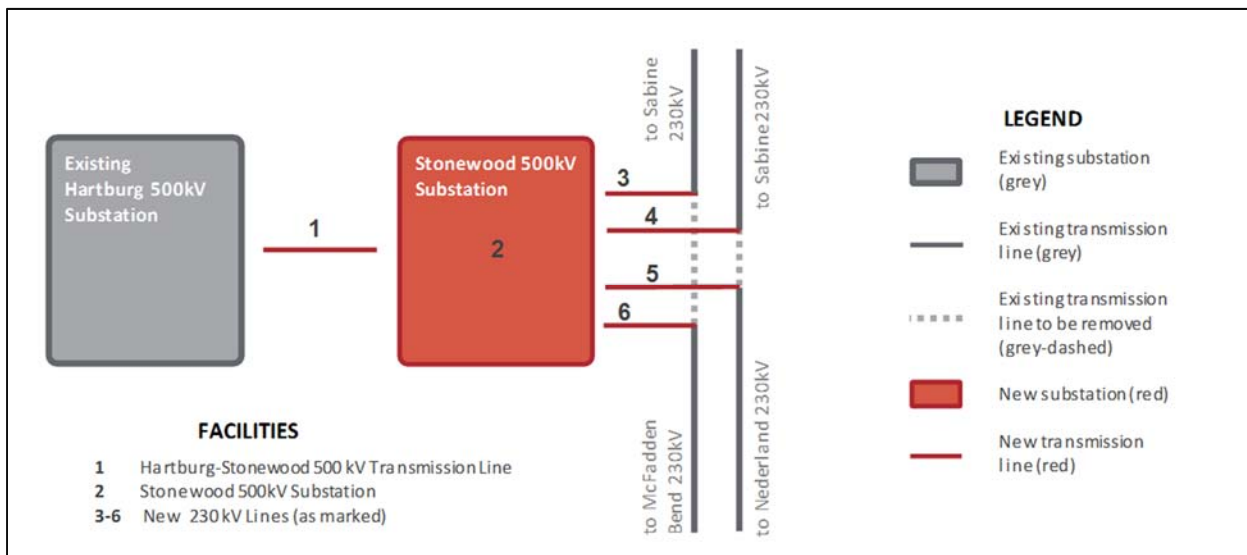 to Sabine
230kV
to Sabine 230kV
Existing
Hartburg 500kV
Substation
1
Stonewood 500kV
Substation
2
3
4
5
6
to McFadden
Bend 230kV
to Nederland 230kV
FACILITIES
1 Hartburg-Stonewood 500 kV Transmission Line
2 Stonewood 500kV Substation
3-6 New 230 kV Lines (as marked)
LEGEND
Existing substation
(grey)
Existing transmission
line (grey)
Existing transmission
line to be removed
(grey-dashed)
New substation (red)
New transmission
line (red)